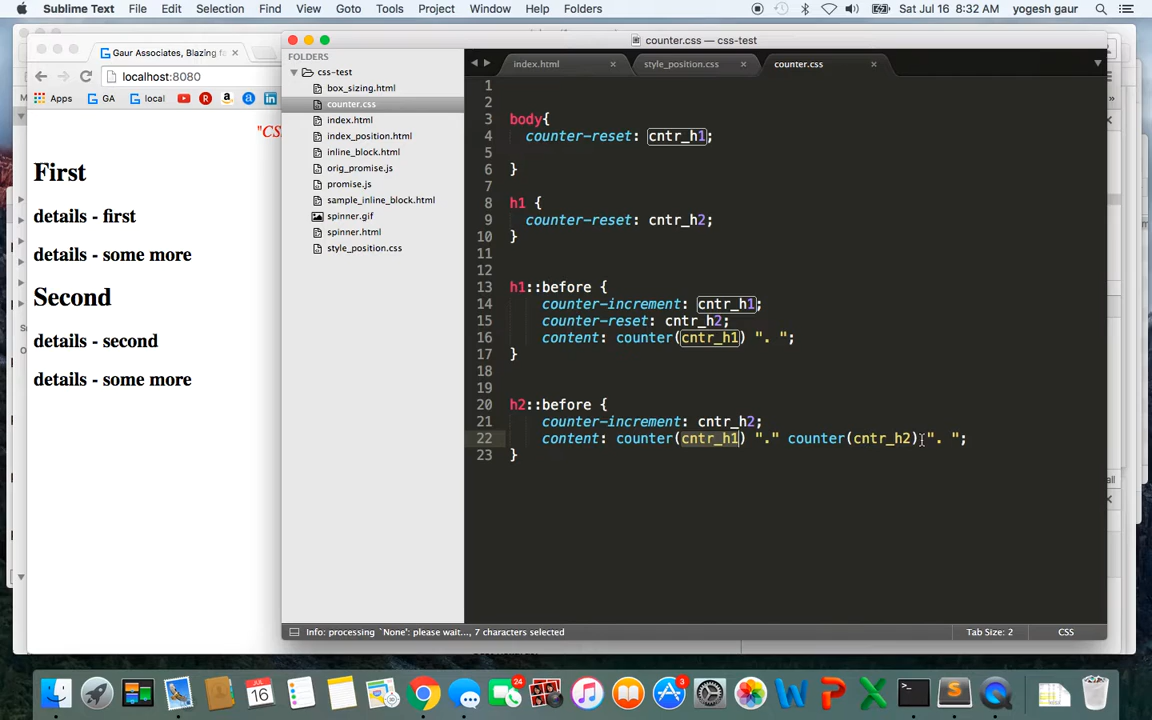 Sublime Text File Edit Selection Find View Goto Tools Project Window Help Folders Sat Jul 16 8:32 AM yogesh gaur
counter.css — css-test
Gaur Associates, Blazing fa
localhost:8080
Apps GA local
"CS
First
details - first
details - some more
Second
details - second
details - some more
FOLDERS
css-test
box_sizing.html
counter.css
index.html
index_position.html
inline_block.html
orig_promise.js
promise.js
sample_inline_block.html
spinner.gif
spinner.html
style_position.css
index.html style_position.css counter.css
1
2
3 body{
4 counter-reset: cntr_h1;
5
6 }
7
8 h1 {
9 counter-reset: cntr_h2;
10 }
11
12
13 h1::before {
14 counter-increment: cntr_h1;
15 counter-reset: cntr_h2;
16 content: counter(cntr_h1) ". ";
17 }
18
19
20 h2::before {
21 counter-increment: cntr_h2;
22 content: counter(cntr_h1) "." counter(cntr_h2) ". ";
23 }
Info: processing `None': please wait..., 7 characters selected Tab Size: 2 CSS
JUL
16
24
3